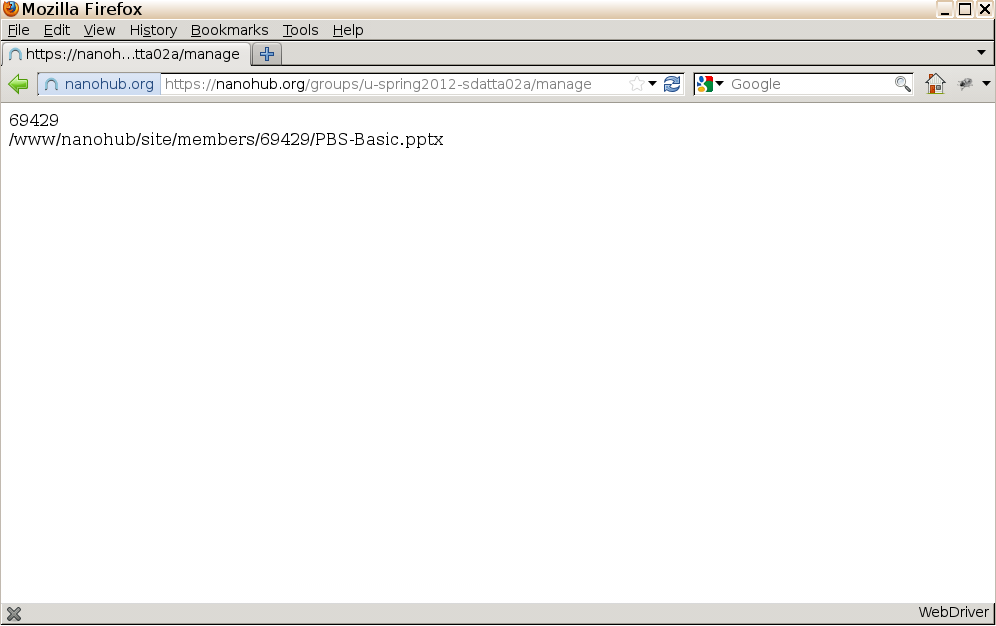 Mozilla Firefox
File Edit View History Bookmarks Tools Help
https://nanoh...tta02a/manage
nanohub.org https://nanohub.org/groups/u-spring2012-sdatta02a/manage Google
69429
/www/nanohub/site/members/69429/PBS-Basic.pptx
WebDriver